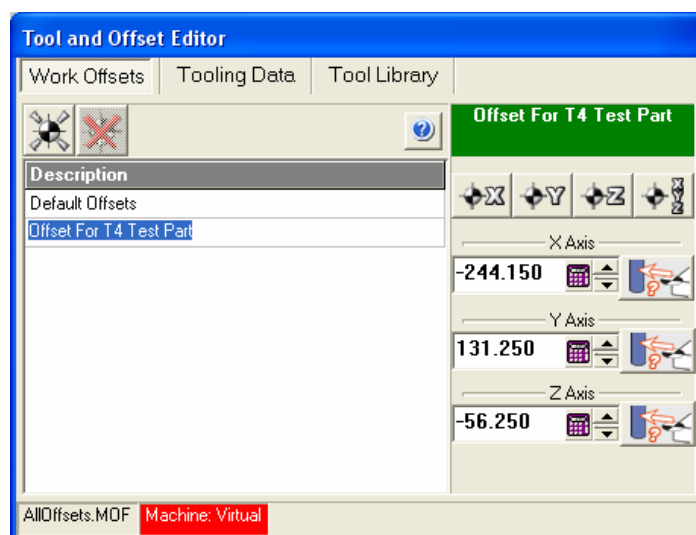 Tool and Offset Editor
Work Offsets Tooling Data Tool Library
Offset For T4 Test Part
Description
Default Offsets
Offset For T4 Test Part
X Y Z XYZ
X Axis
-244.150
Y Axis
131.250
Z Axis
-56.250
AllOffsets.MOF Machine: Virtual